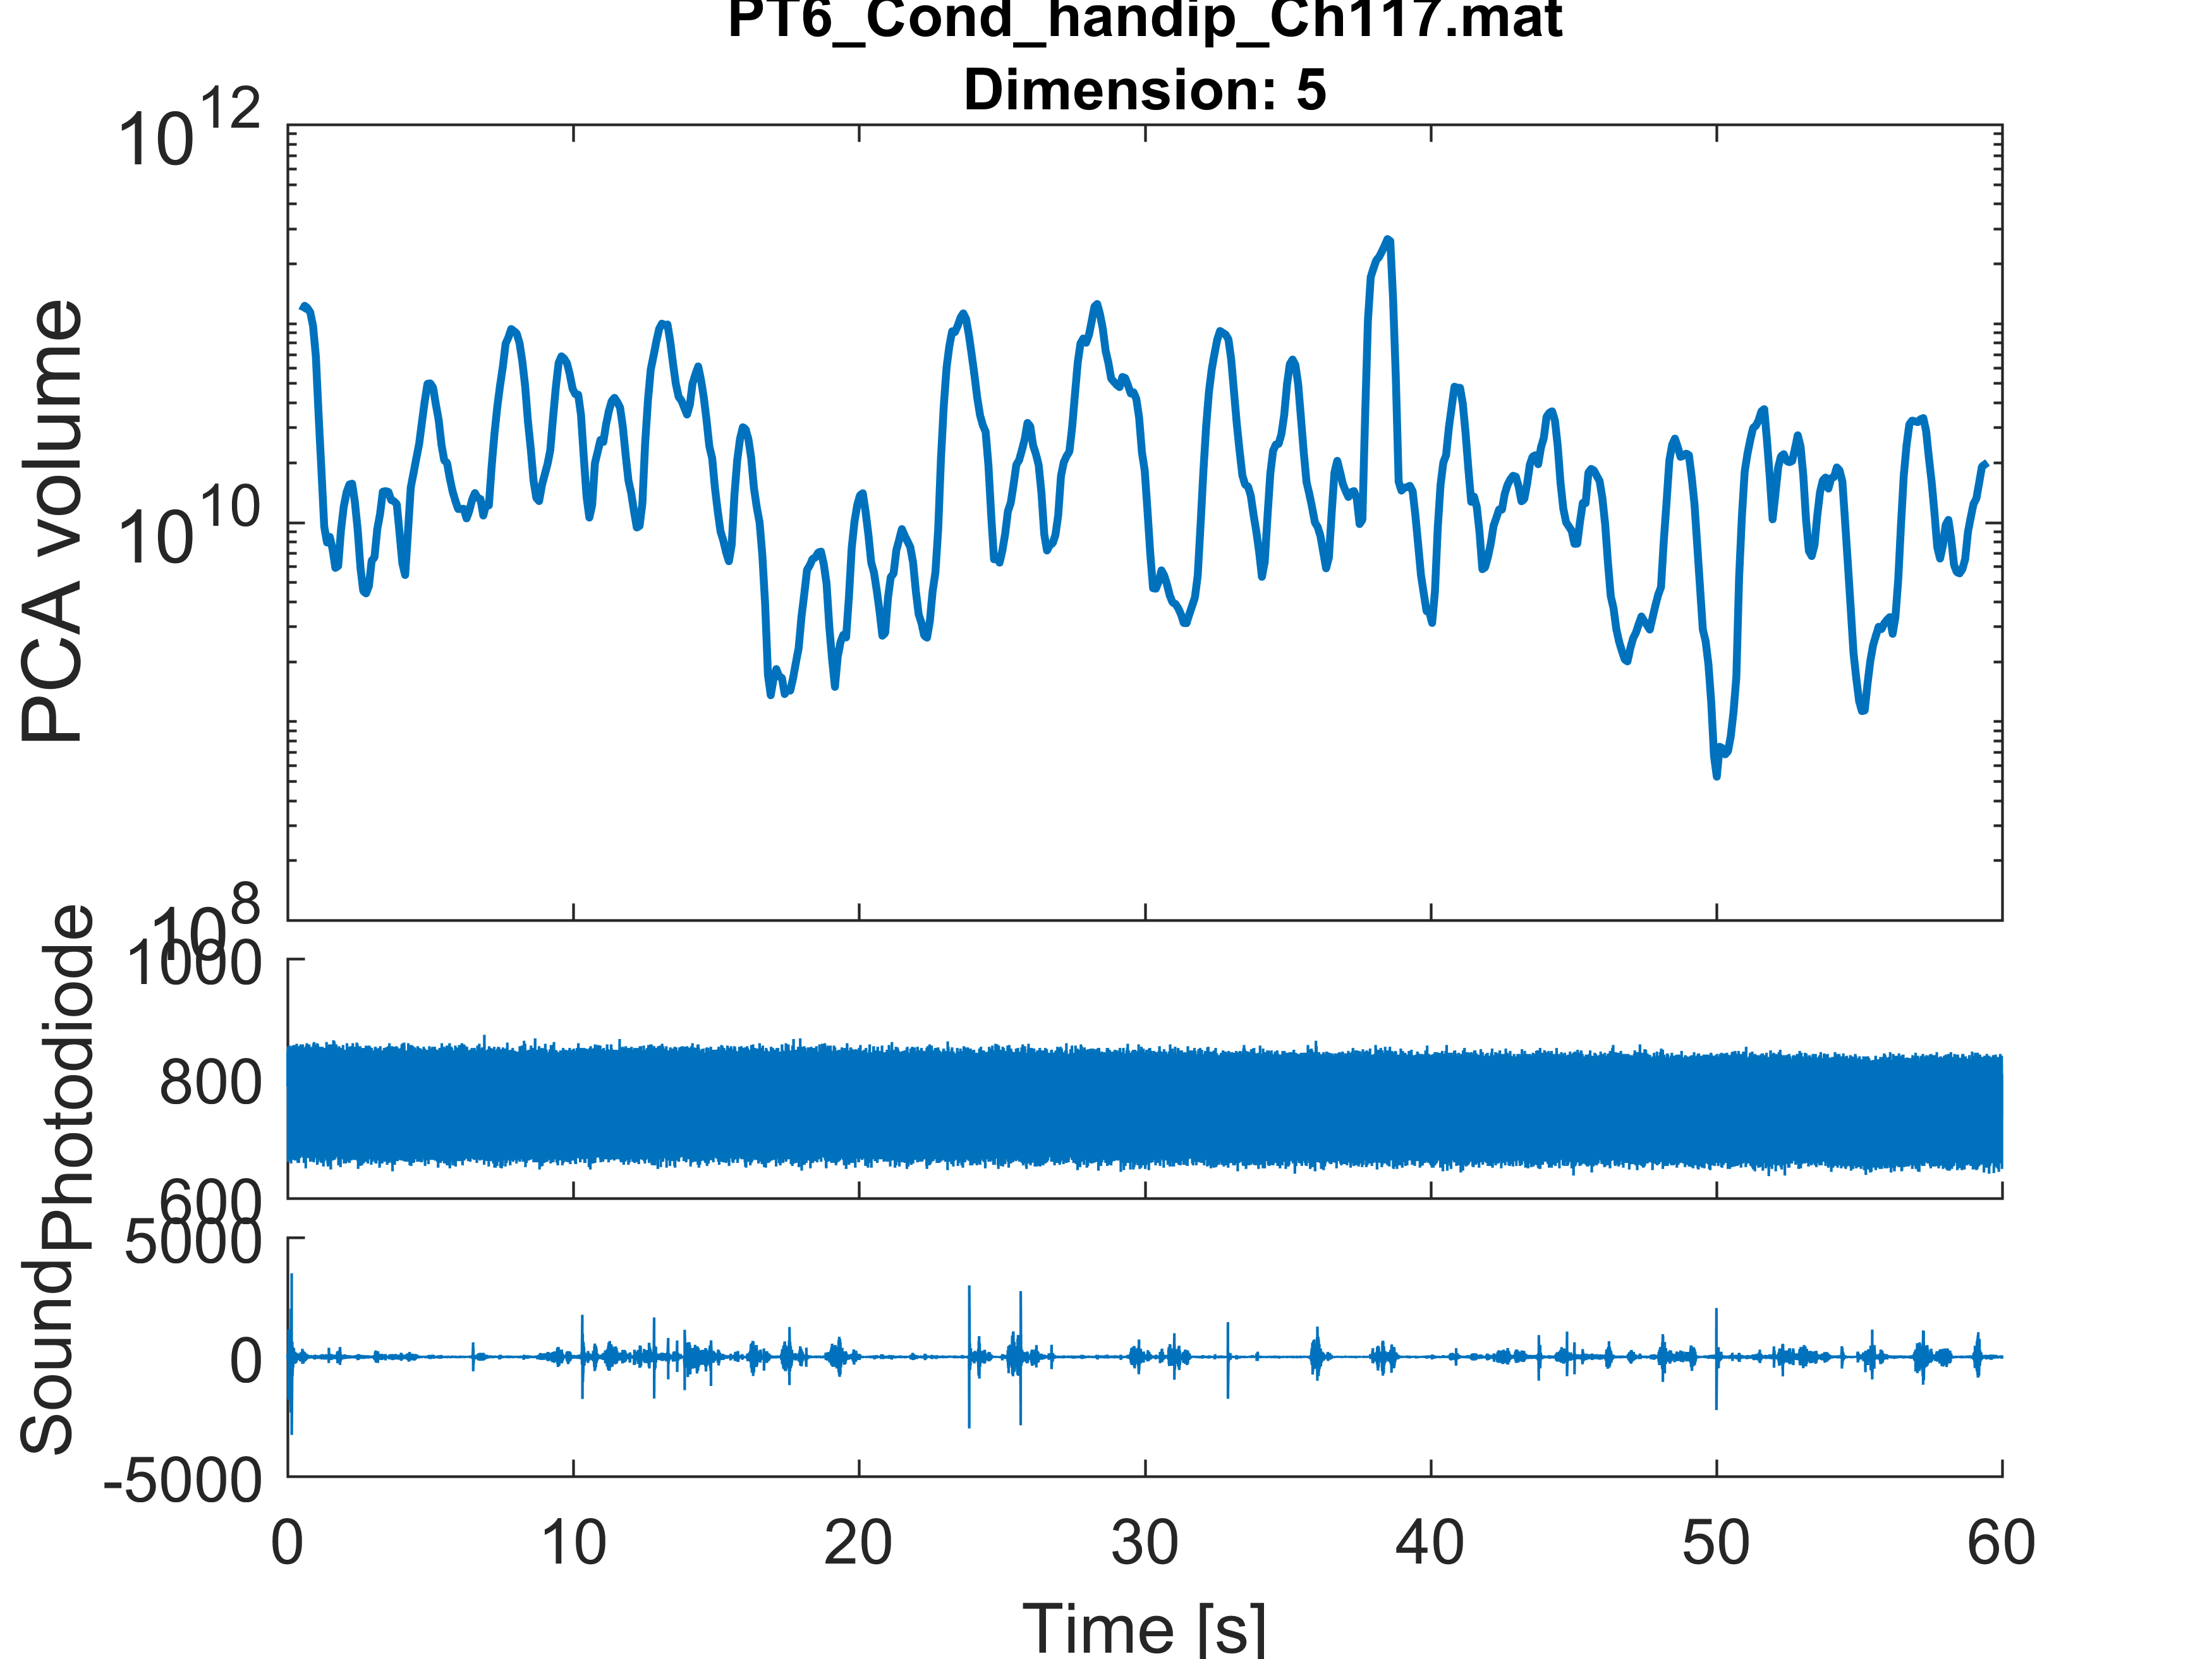 PT6_Cond_handip_Ch117.mat
Dimension: 5
10^12
10^10
10^8
PCA volume
1000
800
600
Photodiode
5000
0
-5000
Sound
0 10 20 30 40 50 60
Time [s]